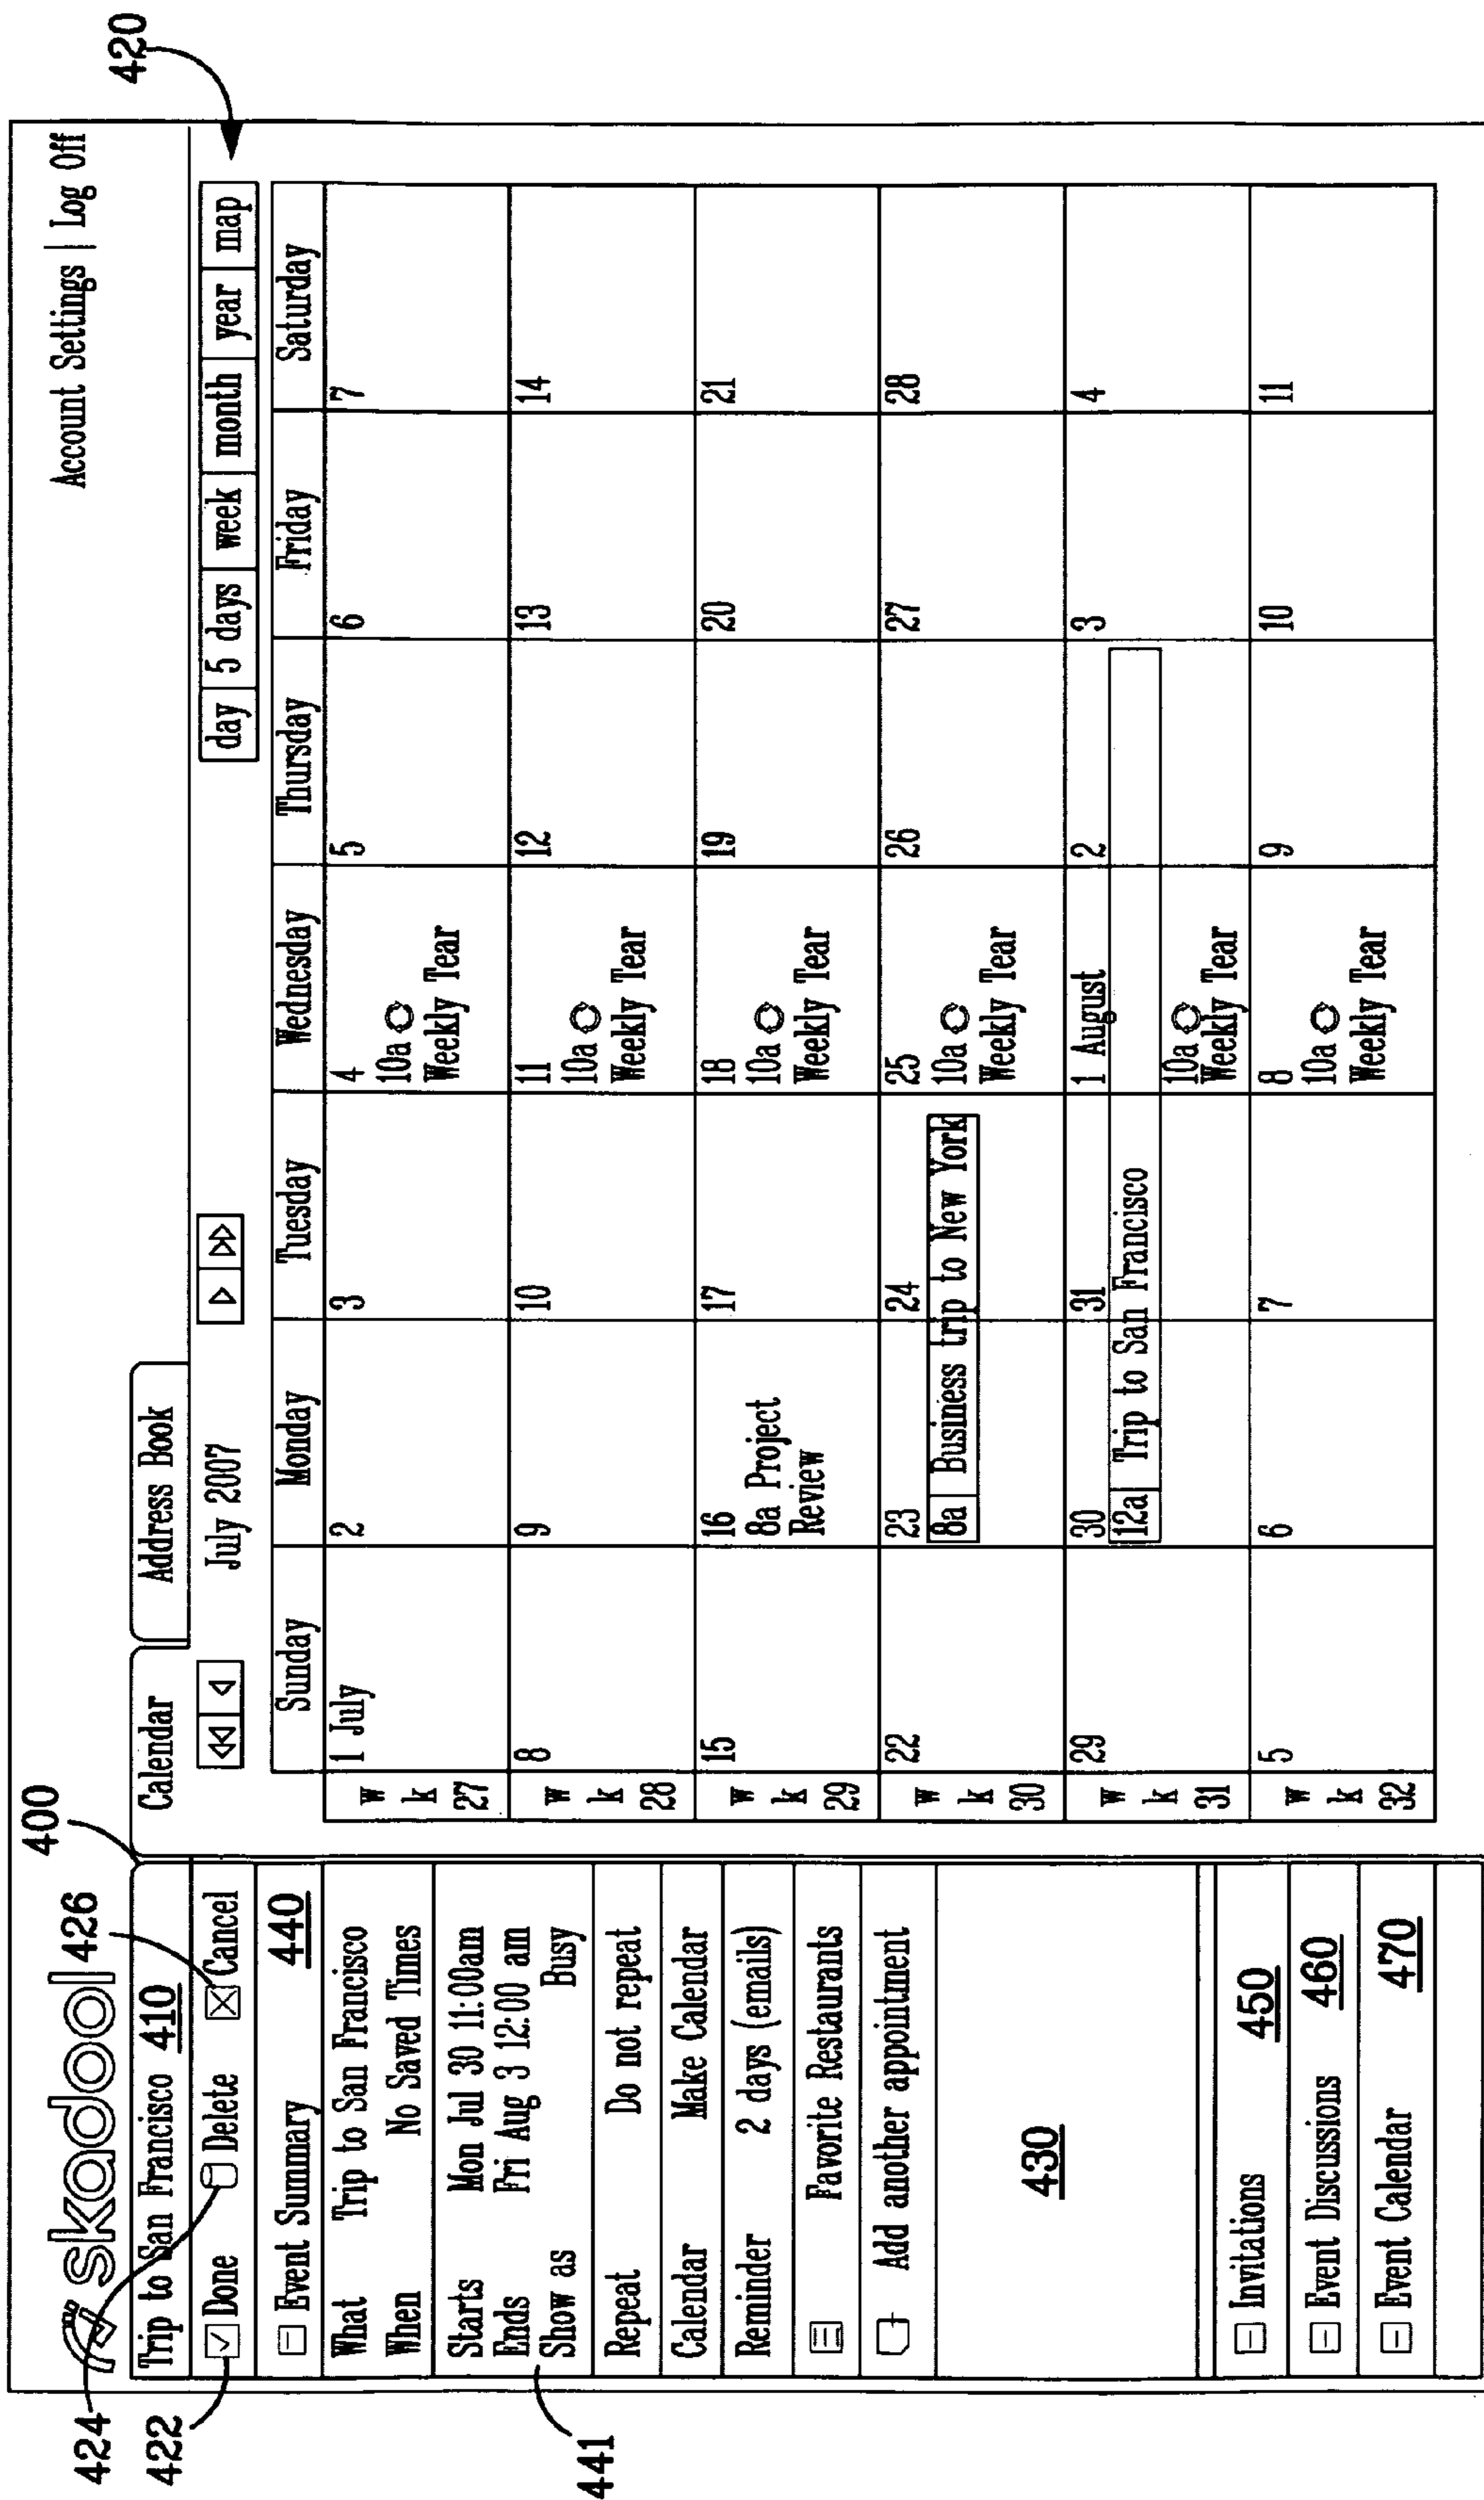 420
400
skadool
426
Account Settings | Log Off
Trip to San Francisco 410
Calendar
Address Book
424
422
Done
Delete
Cancel
July 2007
day 5 days week month year map
Event Summary 440
Sunday Monday Tuesday Wednesday Thursday Friday Saturday
What Trip to San Francisco
When No Saved Times
441
Starts Mon Jul 30 11:00am
Ends Fri Aug 3 12:00 am
Show as Busy
Repeat Do not repeat
Calendar Make Calendar
Reminder 2 days (emails)
Favorite Restaurants
Add another appointment
430
Invitations 450
Event Discussions 460
Event Calendar 470
wk 27
1 July 2 3 4 5 6 7
10a
Weekly Tear
wk 28
8 9 10 11 12 13 14
10a
Weekly Tear
wk 29
15 16 17 18 19 20 21
8a Project
Review
10a
Weekly Tear
wk 30
22 23 24 25 26 27 28
8a Business trip to New York
10a
Weekly Tear
wk 31
29 30 31 1 August 2 3 4
12a Trip to San Francisco
10a
Weekly Tear
wk 32
5 6 7 8 9 10 11
10a
Weekly Tear